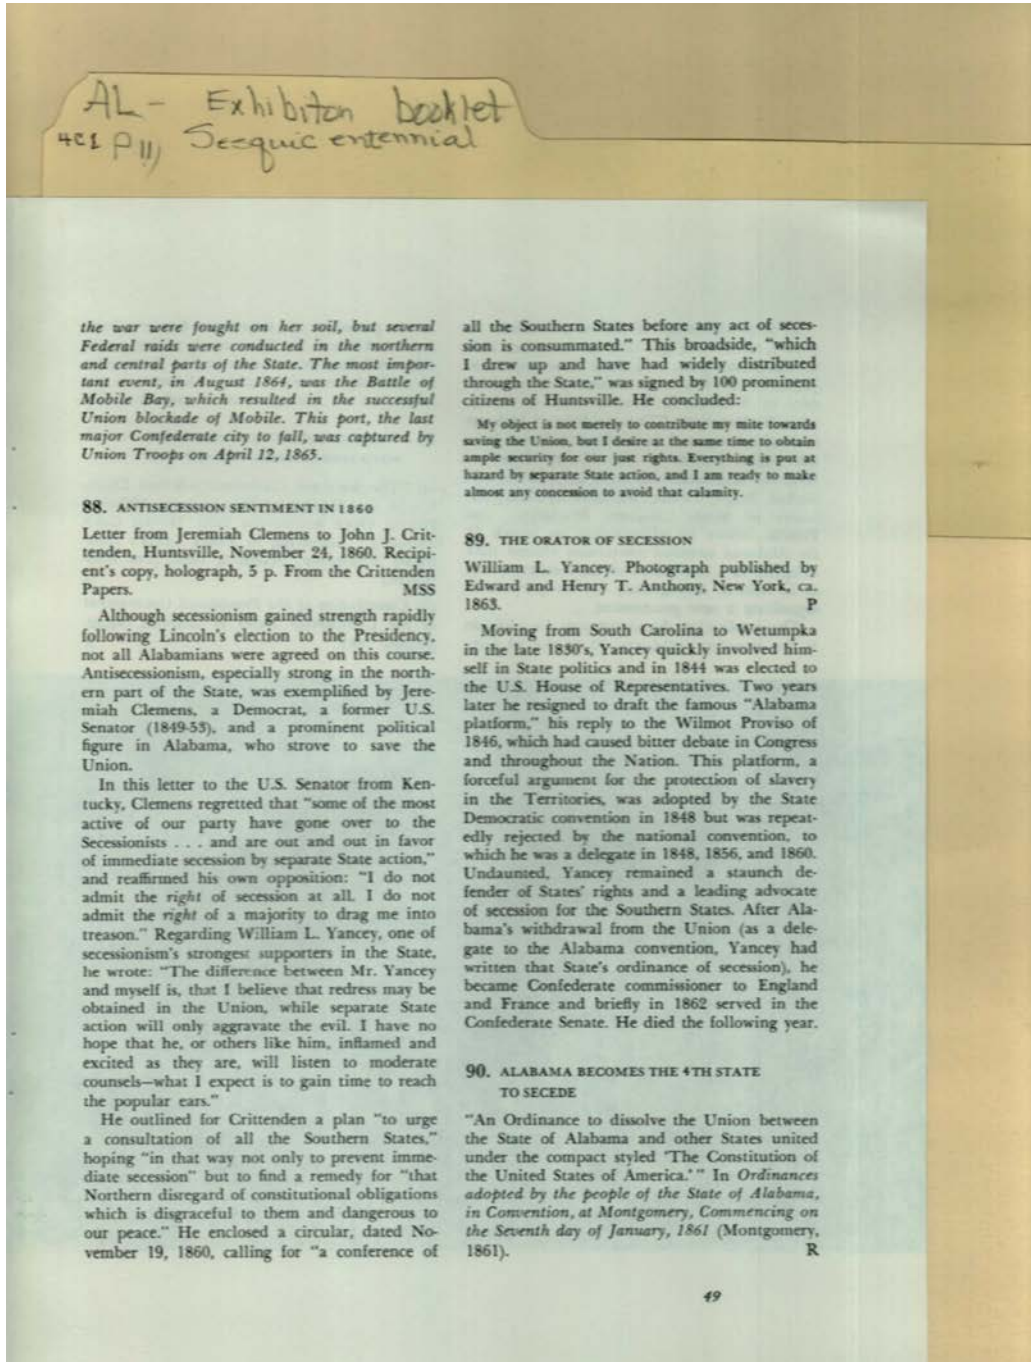 AL - Exhibiton booklet
4C1 P 11, Sesquicentennial
the war were fought on her soil, but several
Federal raids were conducted in the northern
and central parts of the State. The most impor-
tant event, in August 1864, was the Battle of
Mobile Bay, which resulted in the successful
Union blockade of Mobile. This port, the last
major Confederate city to fall, was captured by
Union Troops on April 12, 1865.
88. ANTISECESSION SENTIMENT IN 1860
Letter from Jeremiah Clemens to John J. Crit-
tenden, Huntsville, November 24, 1860. Recipi-
ent's copy, holograph, 5 p. From the Crittenden
Papers. MSS
Although secessionism gained strength rapidly
following Lincoln's election to the Presidency,
not all Alabamians were agreed on this course.
Antisecessionism, especially strong in the north-
ern part of the State, was exemplified by Jere-
miah Clemens, a Democrat, a former U.S.
Senator (1849-53), and a prominent political
figure in Alabama, who strove to save the
Union.
In this letter to the U.S. Senator from Ken-
tucky, Clemens regretted that "some of the most
active of our party have gone over to the
Secessionists . . . and are out and out in favor
of immediate secession by separate State action,"
and reaffirmed his own opposition: "I do not
admit the right of secession at all. I do not
admit the right of a majority to drag me into
treason." Regarding William L. Yancey, one of
secessionism's strongest supporters in the State,
he wrote: "The difference between Mr. Yancey
and myself is, that I believe that redress may be
obtained in the Union, while separate State
action will only aggravate the evil. I have no
hope that he, or others like him, inflamed and
excited as they are, will listen to moderate
counsels—what I expect is to gain time to reach
the popular ears."
He outlined for Crittenden a plan "to urge
a consultation of all the Southern States,"
hoping "in that way not only to prevent imme-
diate secession" but to find a remedy for "that
Northern disregard of constitutional obligations
which is disgraceful to them and dangerous to
our peace." He enclosed a circular, dated No-
vember 19, 1860, calling for "a conference of
all the Southern States before any act of seces-
sion is consummated." This broadside, "which
I drew up and have had widely distributed
through the State," was signed by 100 prominent
citizens of Huntsville. He concluded:
My object is not merely to contribute my mite towards
saving the Union, but I desire at the same time to obtain
ample security for our just rights. Everything is put at
hazard by separate State action, and I am ready to make
almost any concession to avoid that calamity.
89. THE ORATOR OF SECESSION
William L. Yancey. Photograph published by
Edward and Henry T. Anthony, New York, ca.
1863. P
Moving from South Carolina to Wetumpka
in the late 1830's, Yancey quickly involved him-
self in State politics and in 1844 was elected to
the U.S. House of Representatives. Two years
later he resigned to draft the famous "Alabama
platform," his reply to the Wilmot Proviso of
1846, which had caused bitter debate in Congress
and throughout the Nation. This platform, a
forceful argument for the protection of slavery
in the Territories, was adopted by the State
Democratic convention in 1848 but was repeat-
edly rejected by the national convention, to
which he was a delegate in 1848, 1856, and 1860.
Undaunted, Yancey remained a staunch de-
fender of States' rights and a leading advocate
of secession for the Southern States. After Ala-
bama's withdrawal from the Union (as a dele-
gate to the Alabama convention, Yancey had
written that State's ordinance of secession), he
became Confederate commissioner to England
and France and briefly in 1862 served in the
Confederate Senate. He died the following year.
90. ALABAMA BECOMES THE 4TH STATE
TO SECEDE
"An Ordinance to dissolve the Union between
the State of Alabama and other States united
under the compact styled 'The Constitution of
the United States of America.'" In Ordinances
adopted by the people of the State of Alabama,
in Convention, at Montgomery, Commencing on
the Seventh day of January, 1861 (Montgomery,
1861). R
49